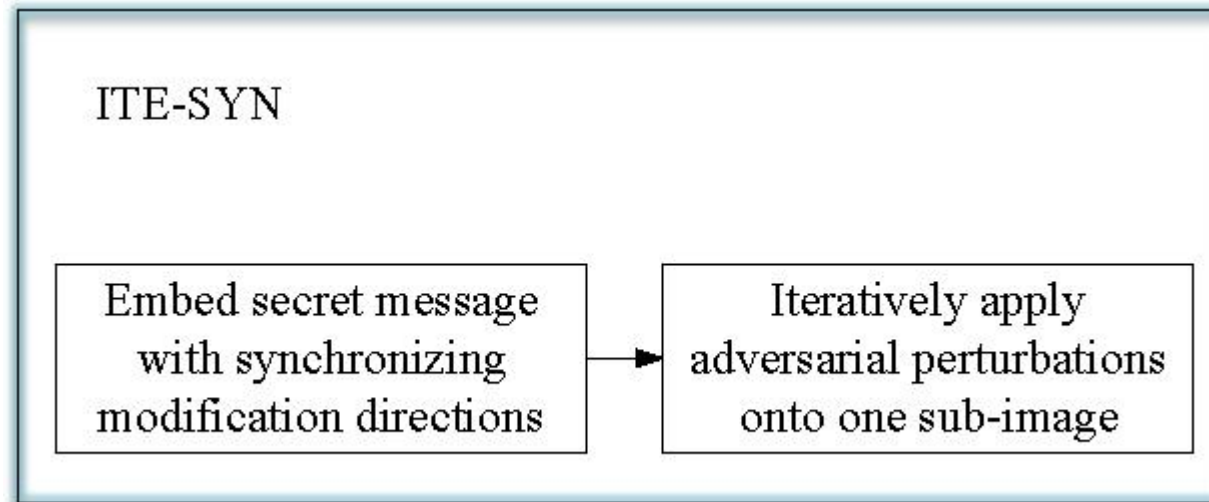 ITE-SYN
Embed secret message
with synchronizing
modification directions
Iteratively apply
adversarial perturbations
onto one sub-image